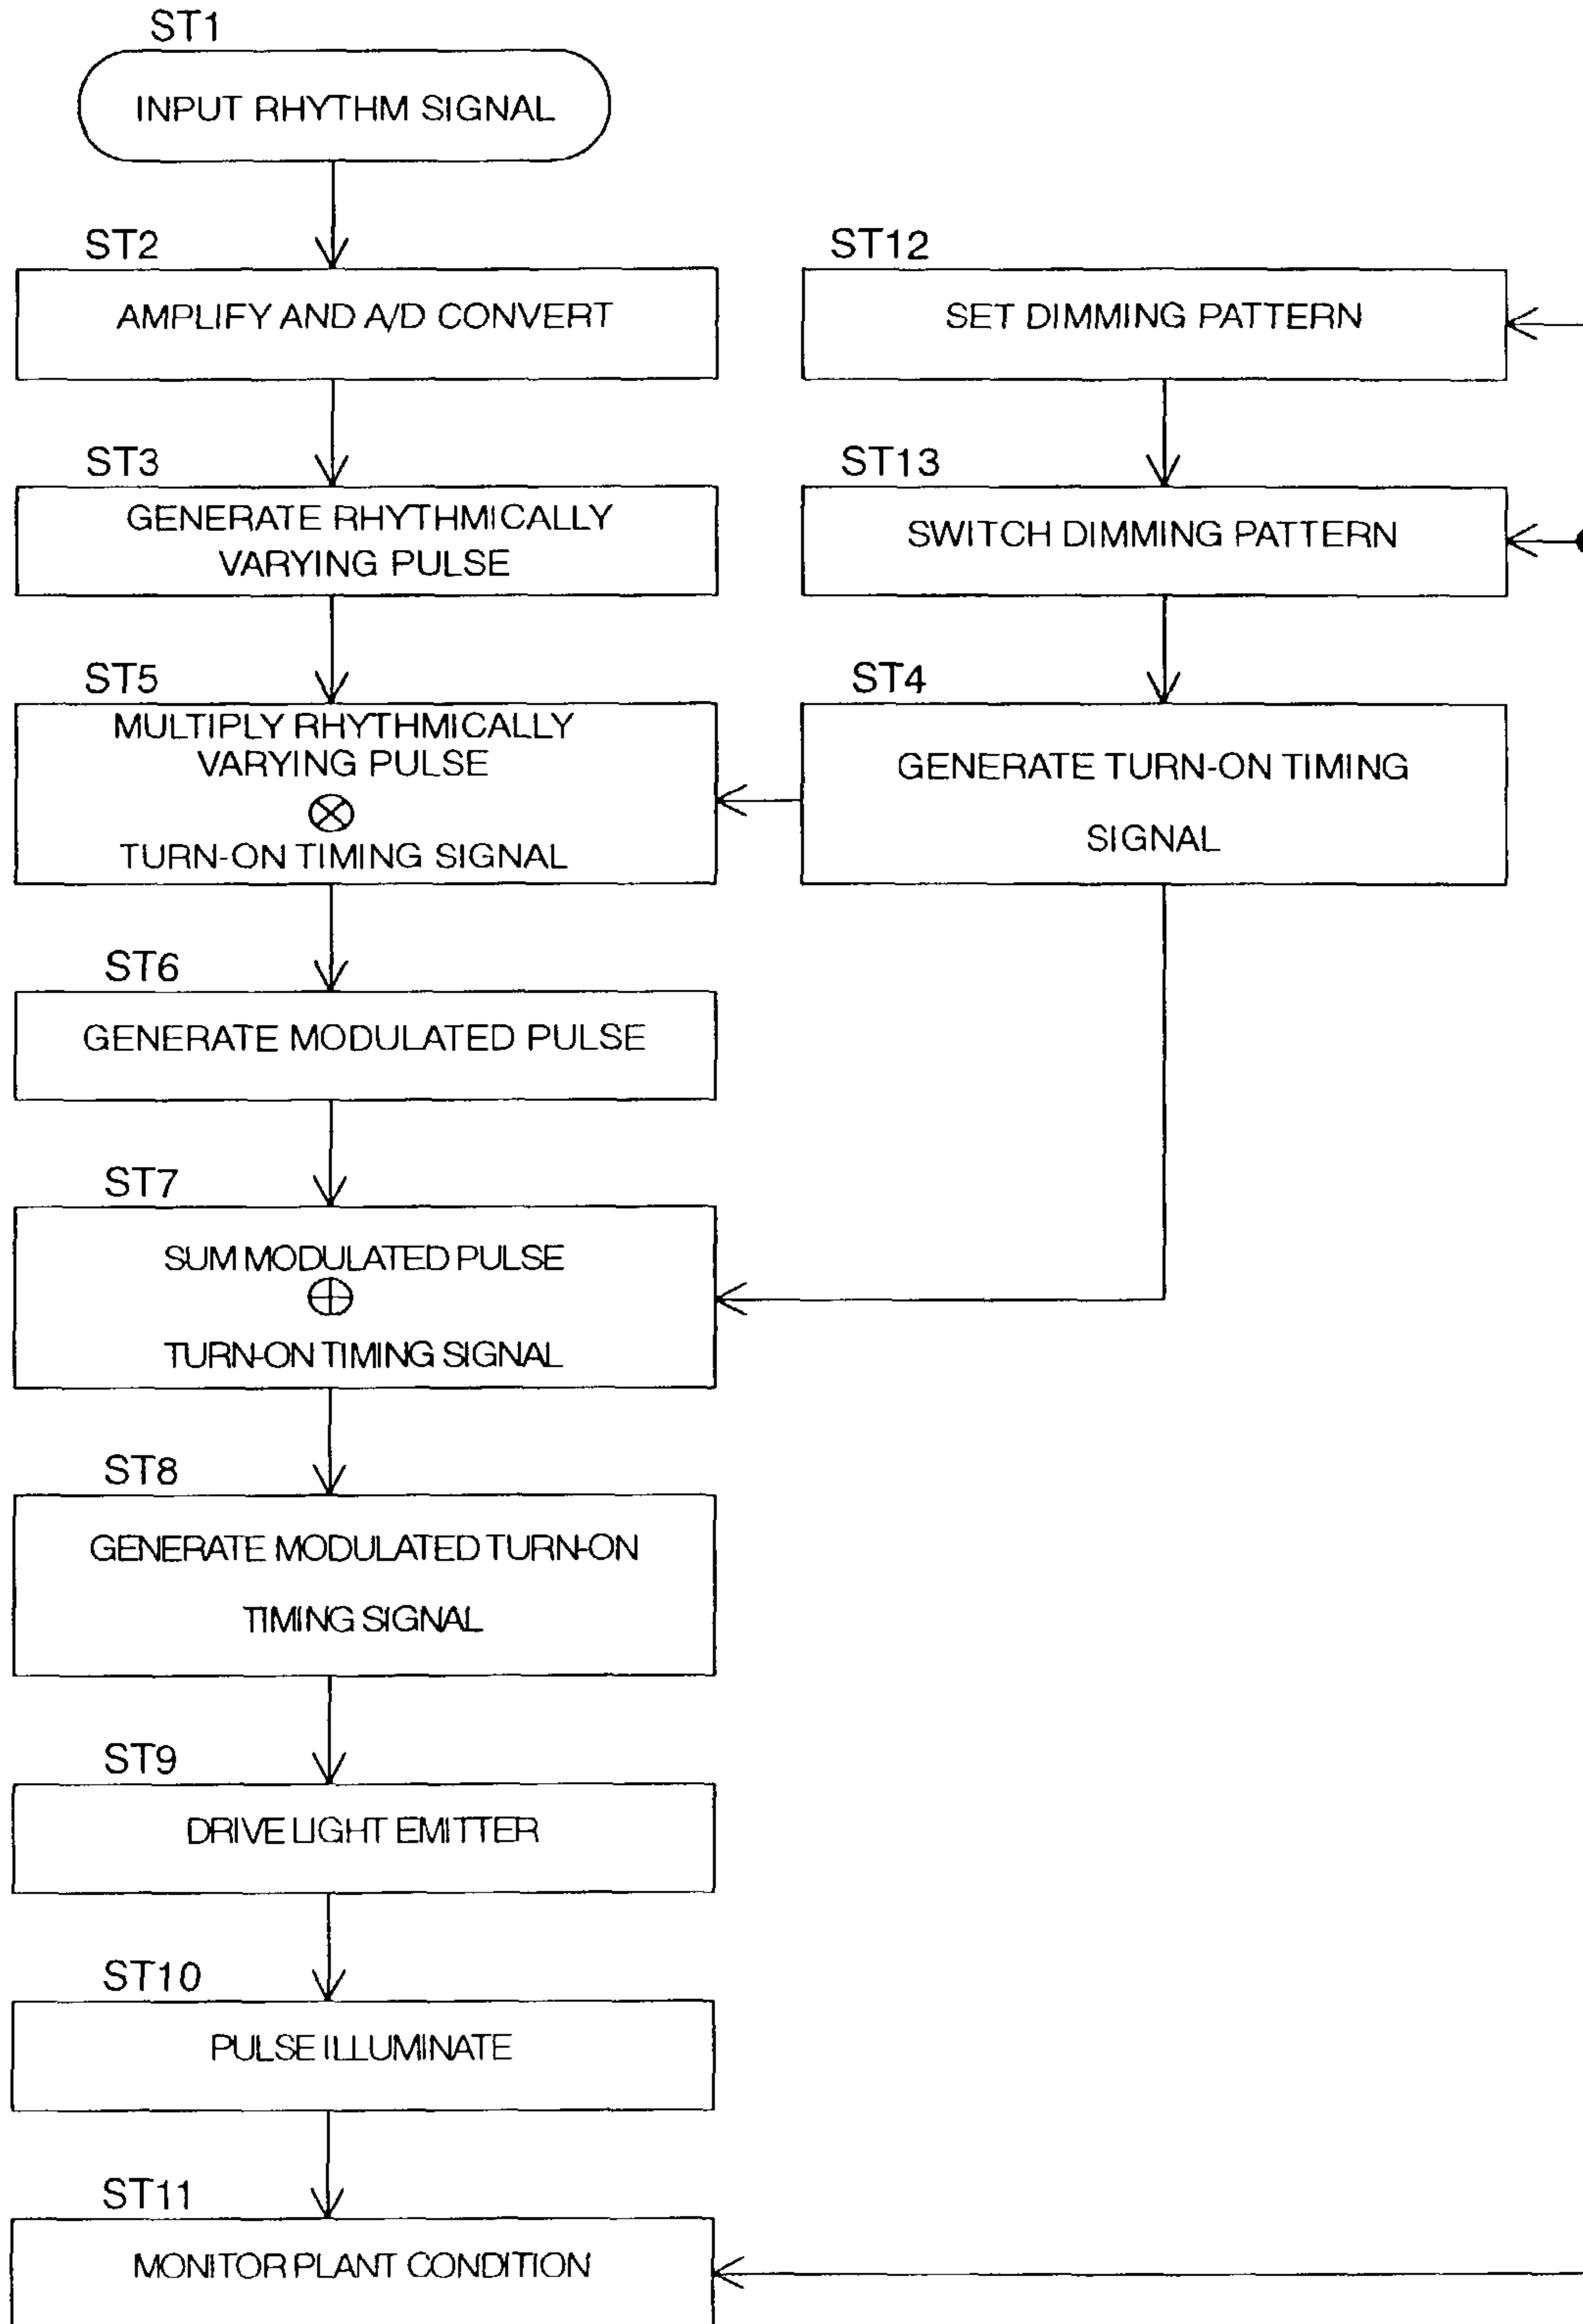 ST1
INPUT RHYTHM SIGNAL
ST2
AMPLIFY AND A/D CONVERT
ST12
SET DIMMING PATTERN
ST3
GENERATE RHYTHMICALLY
VARYING PULSE
ST13
SWITCH DIMMING PATTERN
ST5
MULTIPLY RHYTHMICALLY
VARYING PULSE
⊗
TURN-ON TIMING SIGNAL
ST4
GENERATE TURN-ON TIMING
SIGNAL
ST6
GENERATE MODULATED PULSE
ST7
SUM MODULATED PULSE
⊕
TURN-ON TIMING SIGNAL
ST8
GENERATE MODULATED TURN-ON
TIMING SIGNAL
ST9
DRIVE LIGHT EMITTER
ST10
PULSE ILLUMINATE
ST11
MONITOR PLANT CONDITION